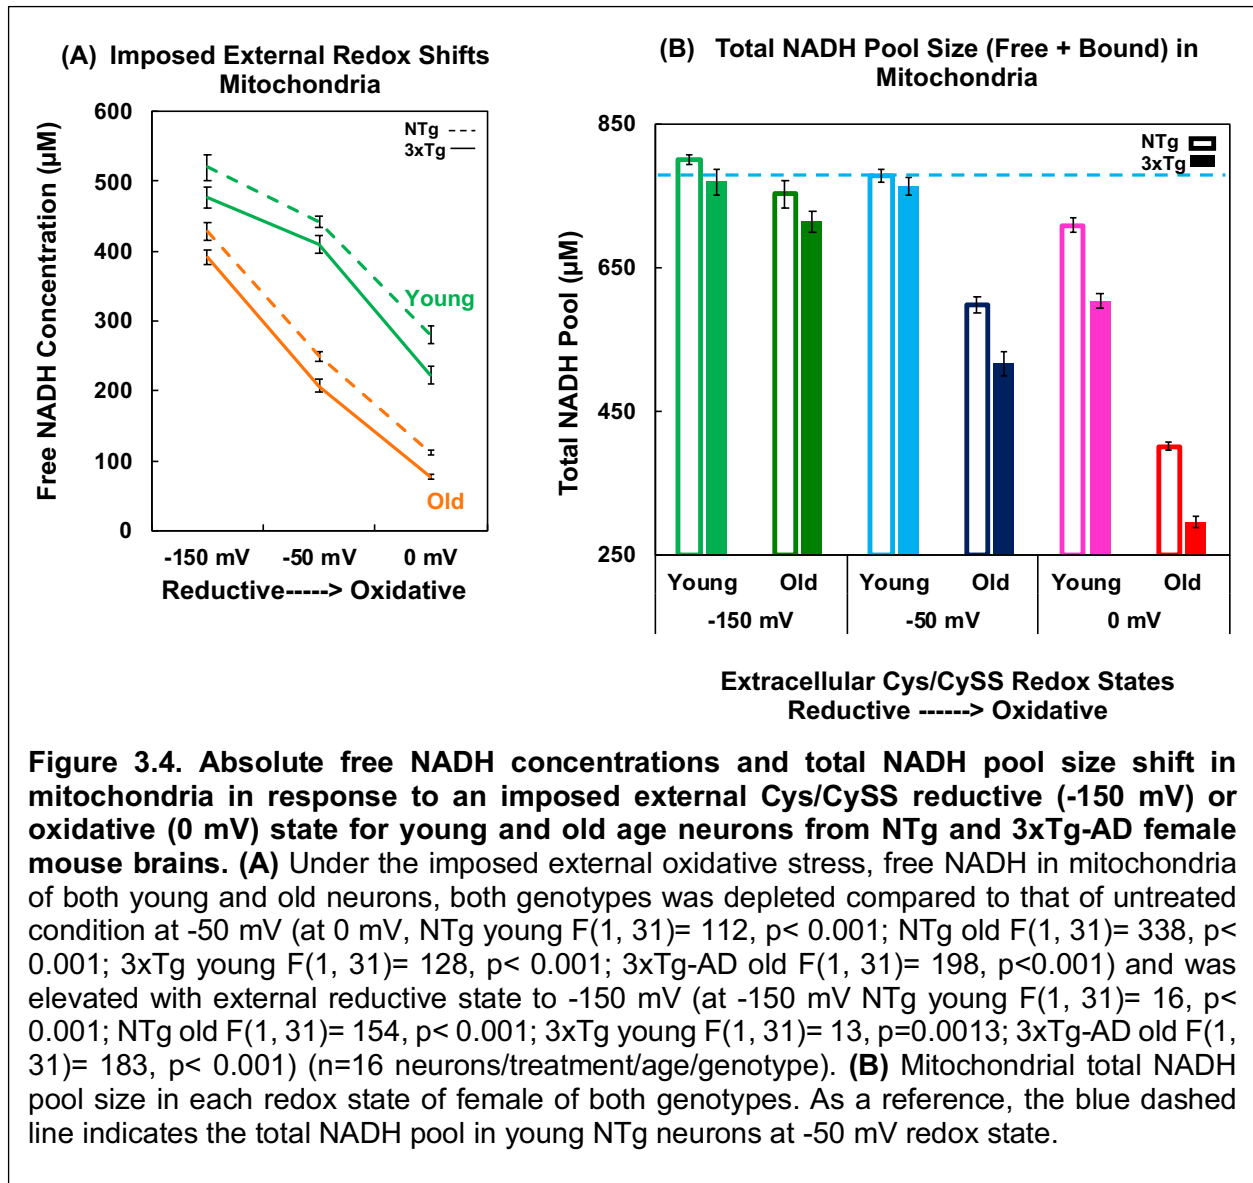 (A) Imposed External Redox Shifts
Mitochondria
Free NADH Concentration (µM)
600
500
400
300
200
100
0
NTg
3xTg
Young
Old
-150 mV -50 mV 0 mV
Reductive-----> Oxidative
(B) Total NADH Pool Size (Free + Bound) in
Mitochondria
Total NADH Pool (µM)
850
650
450
250
NTg
3xTg
Young Old Young Old Young Old
-150 mV -50 mV 0 mV
Extracellular Cys/CySS Redox States
Reductive ------> Oxidative
Figure 3.4. Absolute free NADH concentrations and total NADH pool size shift in
mitochondria in response to an imposed external Cys/CySS reductive (-150 mV) or
oxidative (0 mV) state for young and old age neurons from NTg and 3xTg-AD female
mouse brains. (A) Under the imposed external oxidative stress, free NADH in mitochondria
of both young and old neurons, both genotypes was depleted compared to that of untreated
condition at -50 mV (at 0 mV, NTg young F(1, 31)= 112, p< 0.001; NTg old F(1, 31)= 338, p<
0.001; 3xTg young F(1, 31)= 128, p< 0.001; 3xTg-AD old F(1, 31)= 198, p<0.001) and was
elevated with external reductive state to -150 mV (at -150 mV NTg young F(1, 31)= 16, p<
0.001; NTg old F(1, 31)= 154, p< 0.001; 3xTg young F(1, 31)= 13, p=0.0013; 3xTg-AD old F(1,
31)= 183, p< 0.001) (n=16 neurons/treatment/age/genotype). (B) Mitochondrial total NADH
pool size in each redox state of female of both genotypes. As a reference, the blue dashed
line indicates the total NADH pool in young NTg neurons at -50 mV redox state.